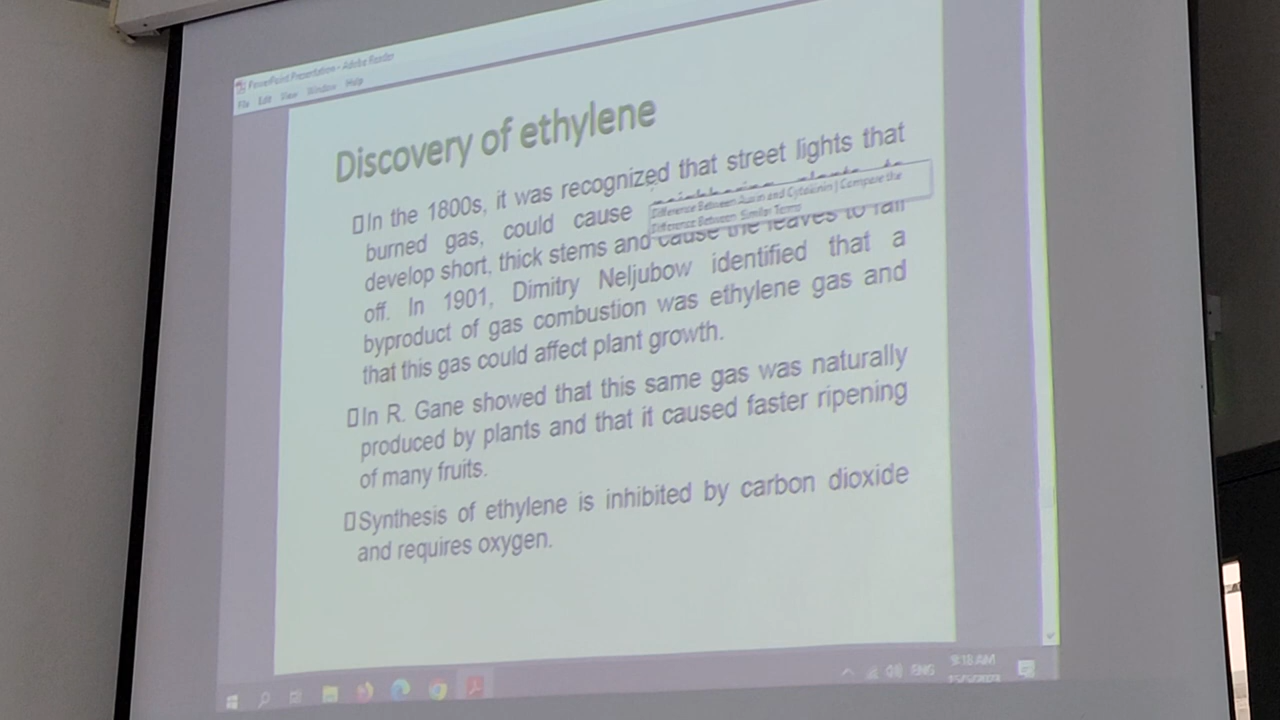 PowerPoint Presentation - Adobe Reader
File Edit View Window Help
Discovery of ethylene
In the 1800s, it was recognized that street lights that
burned gas, could cause neighboring plants to
Difference Between Auxin and Cytokinin | Compare the
Difference Between Similar Terms
develop short, thick stems and cause the leaves to fall
off. In 1901, Dimitry Neljubow identified that a
byproduct of gas combustion was ethylene gas and
that this gas could affect plant growth.
In R. Gane showed that this same gas was naturally
produced by plants and that it caused faster ripening
of many fruits.
Synthesis of ethylene is inhibited by carbon dioxide
and requires oxygen.
ENG
9:18 AM